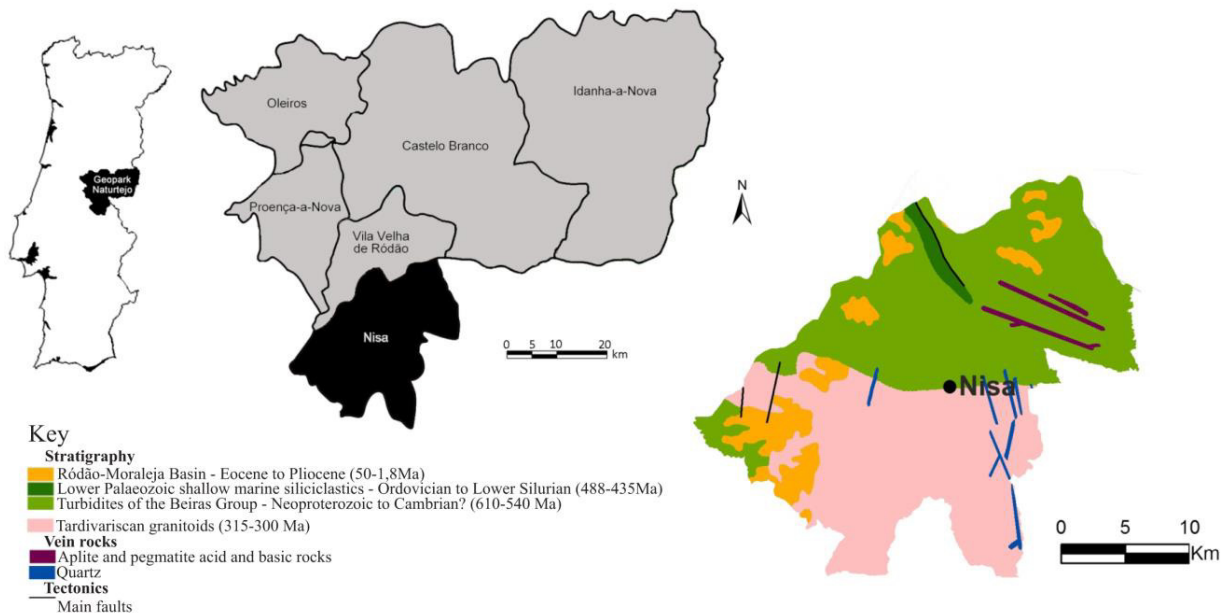 Geopark
Naturtejo
Oleiros
Idanha-a-Nova
Castelo Branco
Proença-a-Nova
Vila Velha
de Ródão
Nisa
0 5 10 20
km
N
Nisa
0 5 10
Km
Key
Stratigraphy
Ródão-Moraleja Basin - Eocene to Pliocene (50-1,8Ma)
Lower Palaeozoic shallow marine siliciclastics - Ordovician to Lower Silurian (488-435Ma)
Turbidites of the Beiras Group - Neoproterozoic to Cambrian? (610-540 Ma)
Tardivariscan granitoids (315-300 Ma)
Vein rocks
Aplite and pegmatite acid and basic rocks
Quartz
Tectonics
Main faults